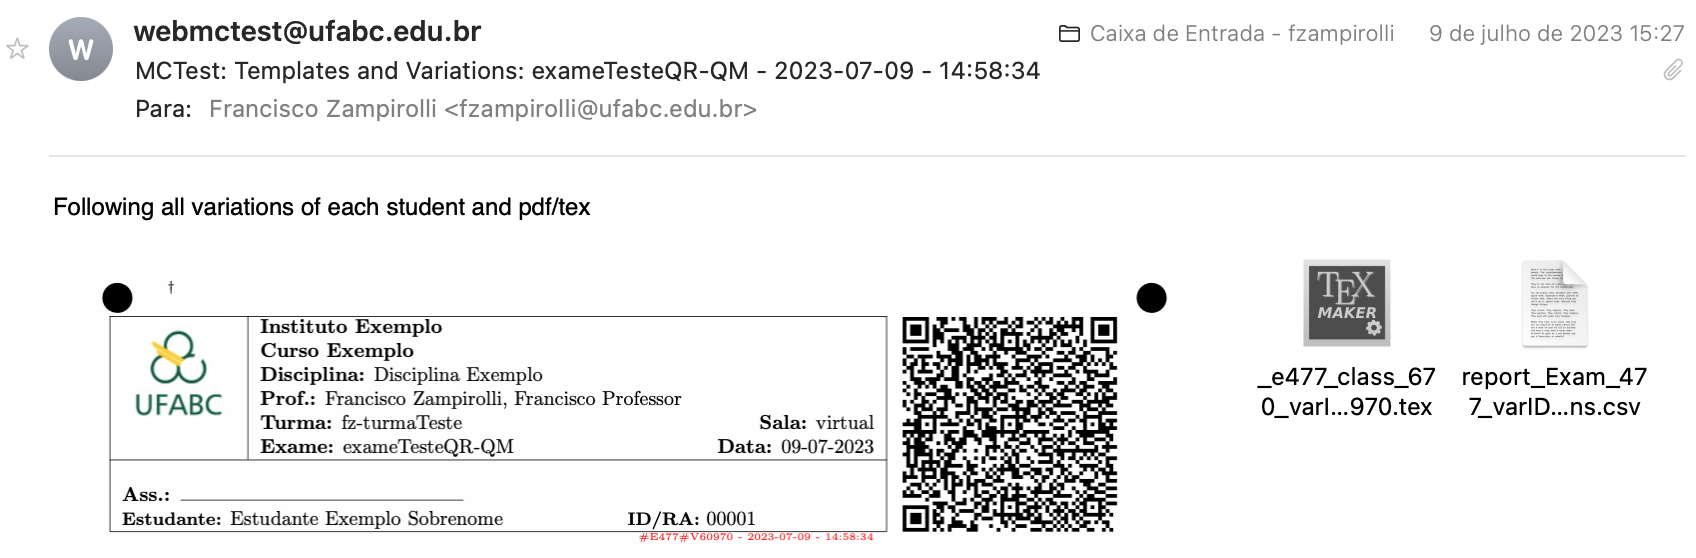 webmctest@ufabc.edu.br
Caixa de Entrada - fzampirolli
9 de julho de 2023 15:27
W
MCTest: Templates and Variations: exameTesteQR-QM - 2023-07-09 - 14:58:34
Para: Francisco Zampirolli <fzampirolli@ufabc.edu.br>
Following all variations of each student and pdf/tex
†
UFABC
Instituto Exemplo
Curso Exemplo
Disciplina: Disciplina Exemplo
Prof.: Francisco Zampirolli, Francisco Professor
Turma: fz-turmaTeste Sala: virtual
Exame: exameTesteQR-QM Data: 09-07-2023
Ass.:
Estudante: Estudante Exemplo Sobrenome ID/RA: 00001
#E477#V60970 - 2023-07-09 - 14:58:34
TEX
MAKER
_e477_class_67
0_varI...970.tex
report_Exam_47
7_varID...ns.csv